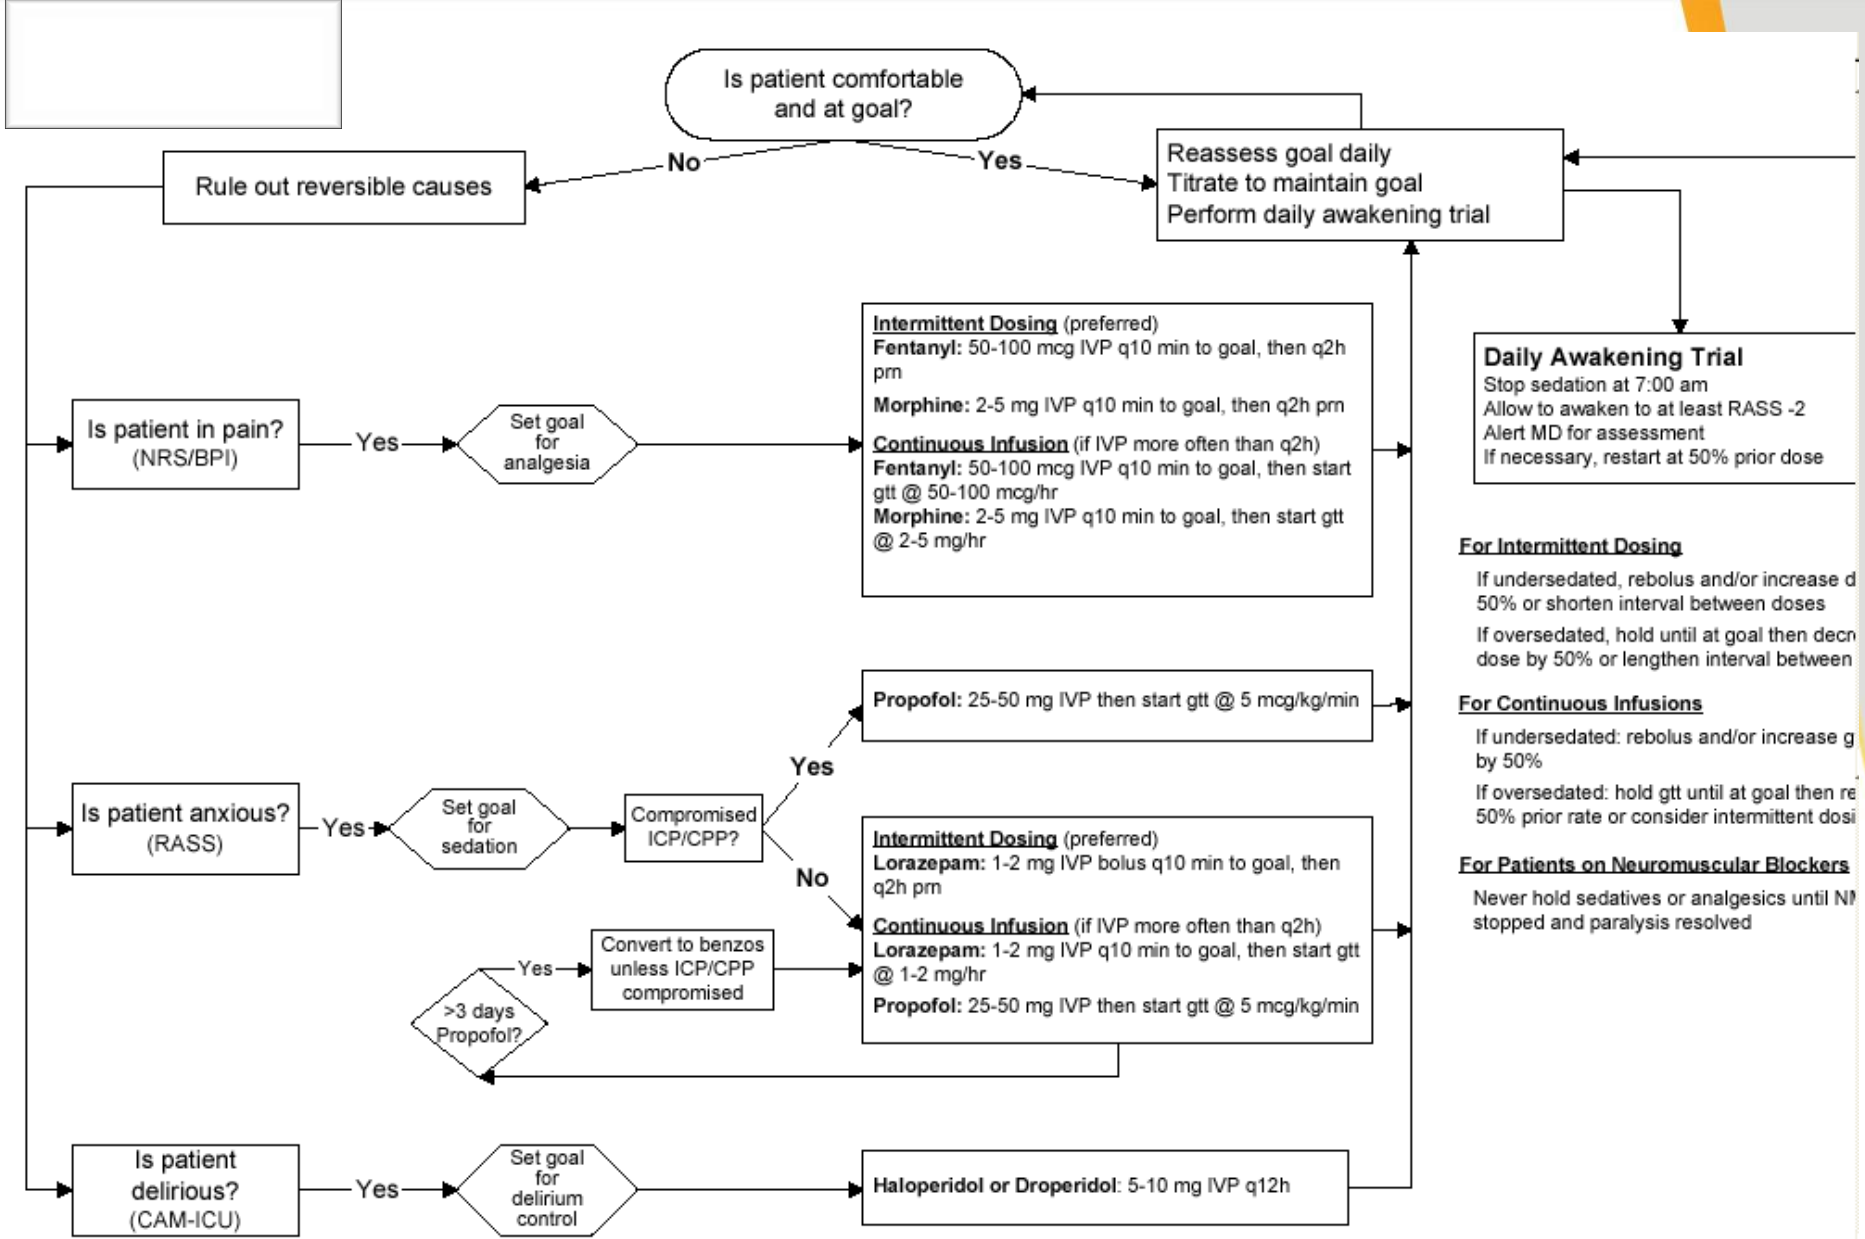 Is patient comfortable
and at goal?
No
Yes
Rule out reversible causes
Reassess goal daily
Titrate to maintain goal
Perform daily awakening trial
Is patient in pain?
(NRS/BPI)
Yes
Set goal
for
analgesia
Intermittent Dosing (preferred)
Fentanyl: 50-100 mcg IVP q10 min to goal, then q2h
prn
Morphine: 2-5 mg IVP q10 min to goal, then q2h prn
Continuous Infusion (if IVP more often than q2h)
Fentanyl: 50-100 mcg IVP q10 min to goal, then start
gtt @ 50-100 mcg/hr
Morphine: 2-5 mg IVP q10 min to goal, then start gtt
@ 2-5 mg/hr
Daily Awakening Trial
Stop sedation at 7:00 am
Allow to awaken to at least RASS -2
Alert MD for assessment
If necessary, restart at 50% prior dose
For Intermittent Dosing
If undersedated, rebolus and/or increase
50% or shorten interval between doses
If oversedated, hold until at goal then
dose by 50% or lengthen interval between
For Continuous Infusions
If undersedated: rebolus and/or increase
by 50%
If oversedated: hold gtt until at goal then
50% prior rate or consider intermittent
For Patients on Neuromuscular Blockers
Never hold sedatives or analgesics until
stopped and paralysis resolved
Is patient anxious?
(RASS)
Yes
Set goal
for
sedation
Compromised
ICP/CPP?
Yes
Propofol: 25-50 mg IVP then start gtt @ 5 mcg/kg/min
No
Intermittent Dosing (preferred)
Lorazepam: 1-2 mg IVP bolus q10 min to goal, then
q2h prn
Continuous Infusion (if IVP more often than q2h)
Lorazepam: 1-2 mg IVP q10 min to goal, then start gtt
@ 1-2 mg/hr
Propofol: 25-50 mg IVP then start gtt @ 5 mcg/kg/min
>3 days
Propofol?
Yes
Convert to benzos
unless ICP/CPP
compromised
Is patient
delirious?
(CAM-ICU)
Yes
Set goal
for
delirium
control
Haloperidol or Droperidol: 5-10 mg IVP q12h